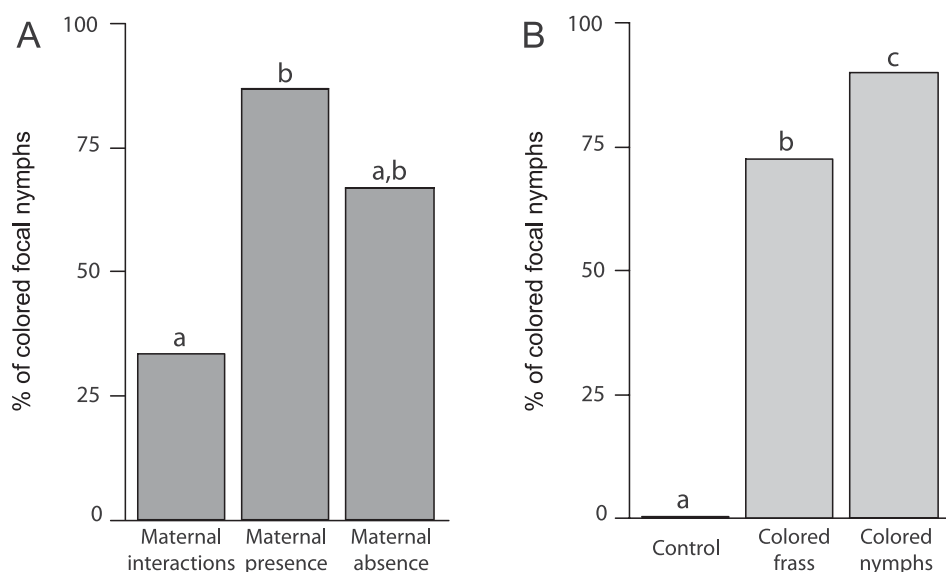 A
% of colored focal nymphs
100
75
50
25
0
a
b
a,b
Maternal
interactions
Maternal
presence
Maternal
absence
B
% of colored focal nymphs
100
75
50
25
0
a
b
c
Control
Colored
frass
Colored
nymphs